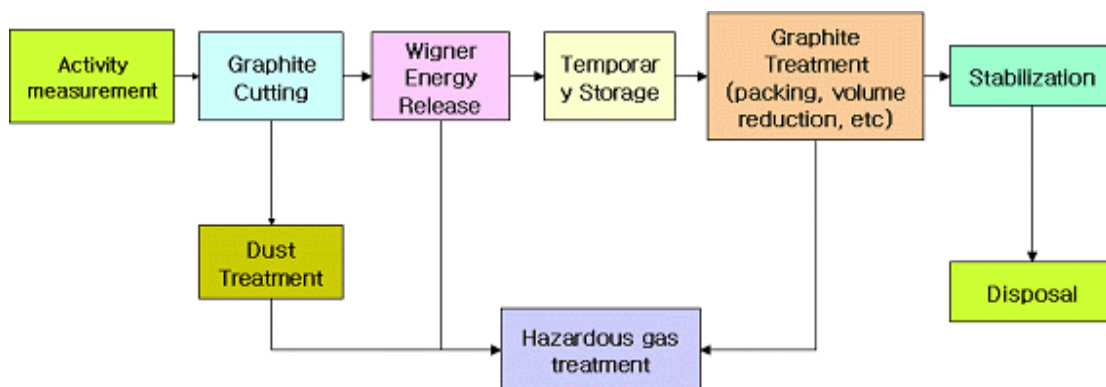 Activity
measurement
Graphite
Cutting
Wigner
Energy
Release
Temporar
y Storage
Graphite
Treatment
(packing, volume
reduction, etc)
Stabilization
Dust
Treatment
Disposal
Hazardous gas
treatment